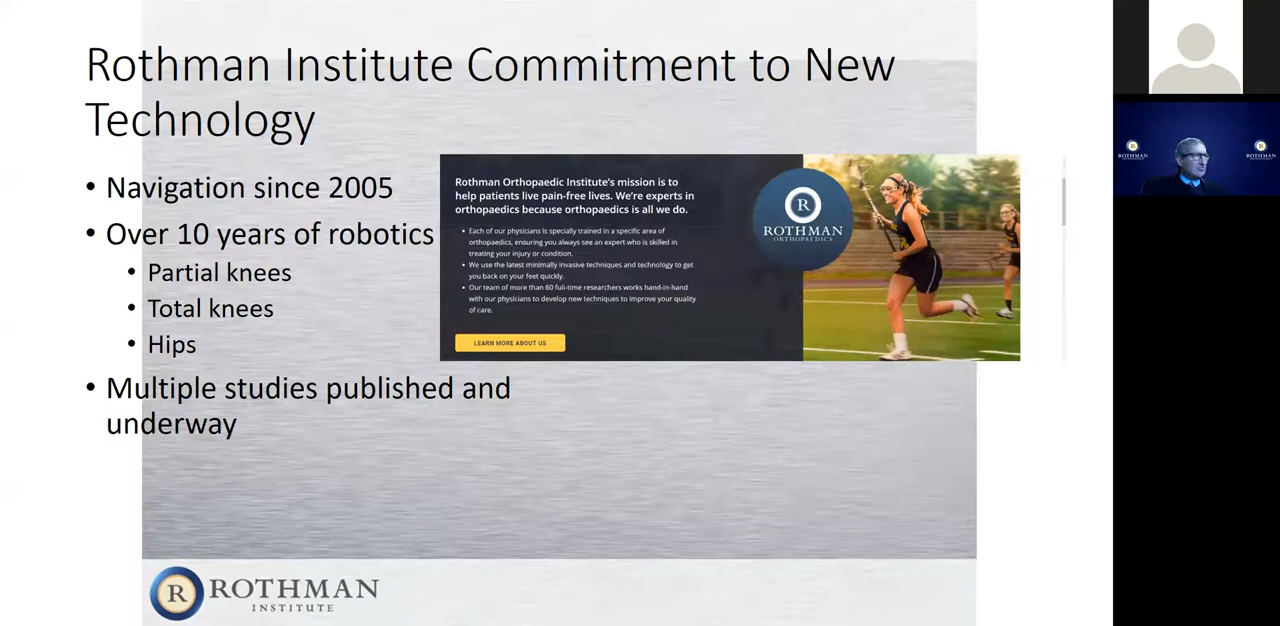 Rothman Institute Commitment to New
Technology
• Navigation since 2005
• Over 10 years of robotics
• Partial knees
• Total knees
• Hips
• Multiple studies published and
underway
Rothman Orthopaedic Institute's mission is to
help patients live pain-free lives. We're experts in
orthopaedics because orthopaedics is all we do.
• Each of our physicians is specially trained in a specific area of
orthopaedics, ensuring you always see an expert who is skilled in
treating your injury or condition.
• We use the latest minimally invasive techniques and technology to get
you back on your feet quickly.
• Our team of more than 60 full-time researchers works hand-in-hand
with our physicians to develop new techniques to improve your quality
of care.
LEARN MORE ABOUT US
R
ROTHMAN
ORTHOPAEDICS
R
ROTHMAN
INSTITUTE
R
ROTHMAN
R
ROTHMAN